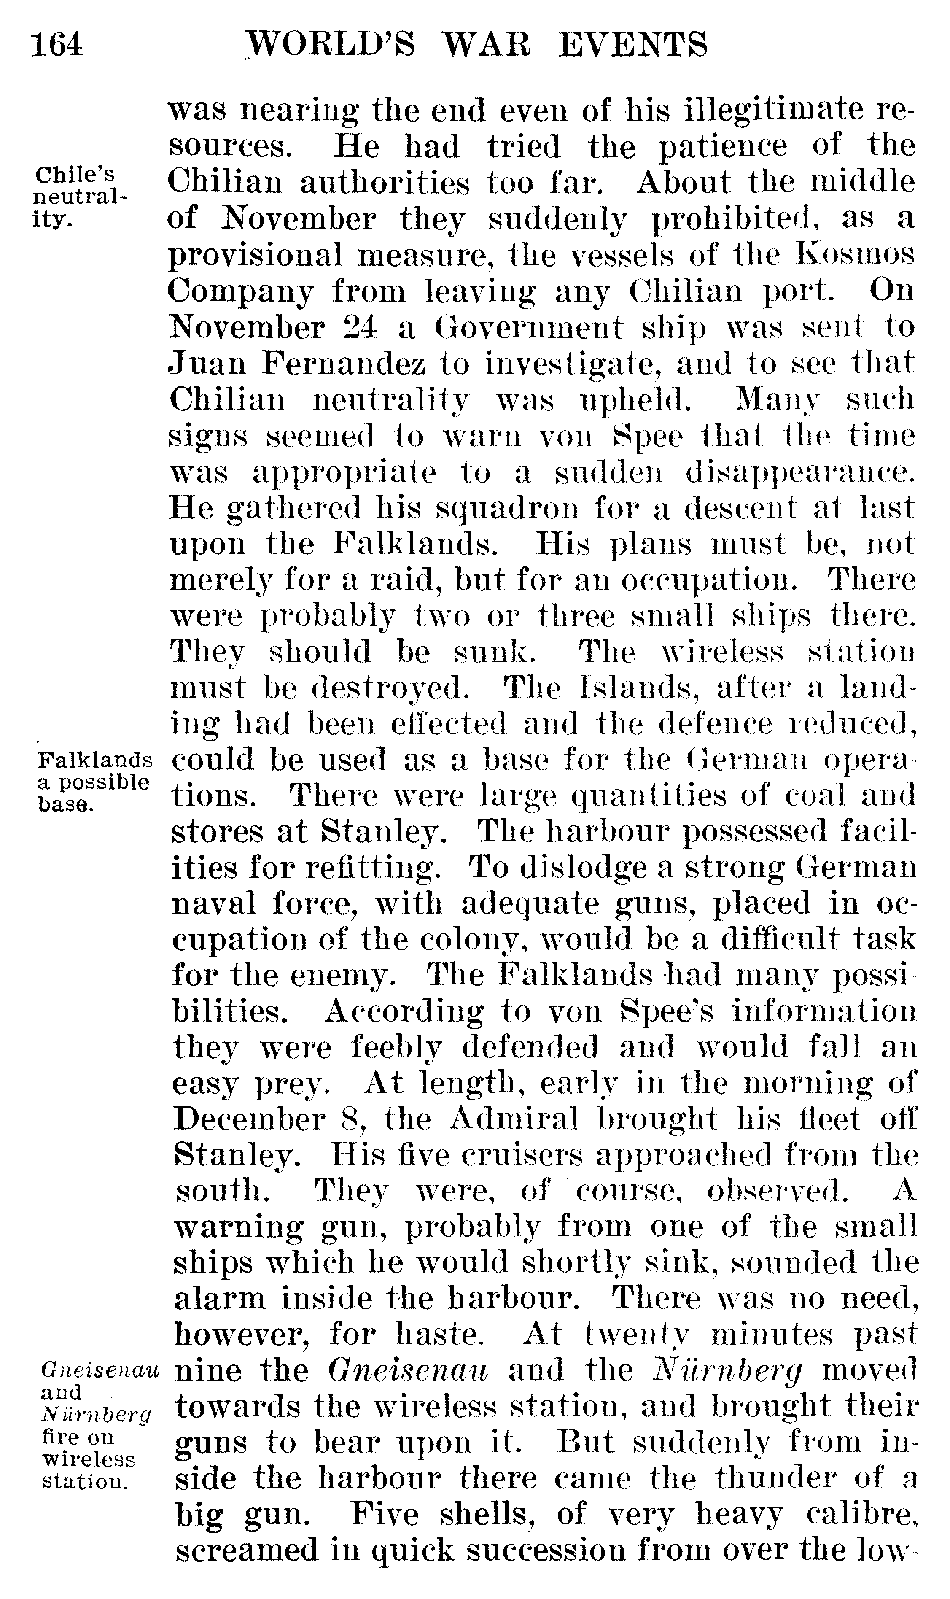 164 WORLD'S WAR EVENTS
was nearing the end even of his illegitimate re-
sources. He had tried the patience of the
Chile's
neutral-
ity.
Chilian authorities too far. About the middle
of November they suddenly prohibited, as a
provisional measure, the vessels of the Kosmos
Company from leaving any Chilian port. On
November 24 a Government ship was sent to
Juan Fernandez to investigate, and to see that
Chilian neutrality was upheld. Many such
signs seemed to warn von Spee that the time
was appropriate to a sudden disappearance.
He gathered his squadron for a descent at last
upon the Falklands. His plans must be, not
merely for a raid, but for an occupation. There
were probably two or three small ships there.
They should be sunk. The wireless station
must be destroyed. The Islands, after a land-
ing had been effected and the defence reduced,
Falklands
a possible
base.
could be used as a base for the German opera-
tions. There were large quantities of coal and
stores at Stanley. The harbour possessed facil-
ities for refitting. To dislodge a strong German
naval force, with adequate guns, placed in oc-
cupation of the colony, would be a difficult task
for the enemy. The Falklands had many possi-
bilities. According to von Spee's information
they were feebly defended and would fall an
easy prey. At length, early in the morning of
December 8, the Admiral brought his fleet off
Stanley. His five cruisers approached from the
south. They were, of course, observed. A
warning gun, probably from one of the small
ships which he would shortly sink, sounded the
alarm inside the harbour. There was no need,
however, for haste. At twenty minutes past
Gneisenau
and
Nürnberg
fire on
wireless
station.
nine the Gneisenau and the Nürnberg moved
towards the wireless station, and brought their
guns to bear upon it. But suddenly from in-
side the harbour there came the thunder of a
big gun. Five shells, of very heavy calibre,
screamed in quick succession from over the low-